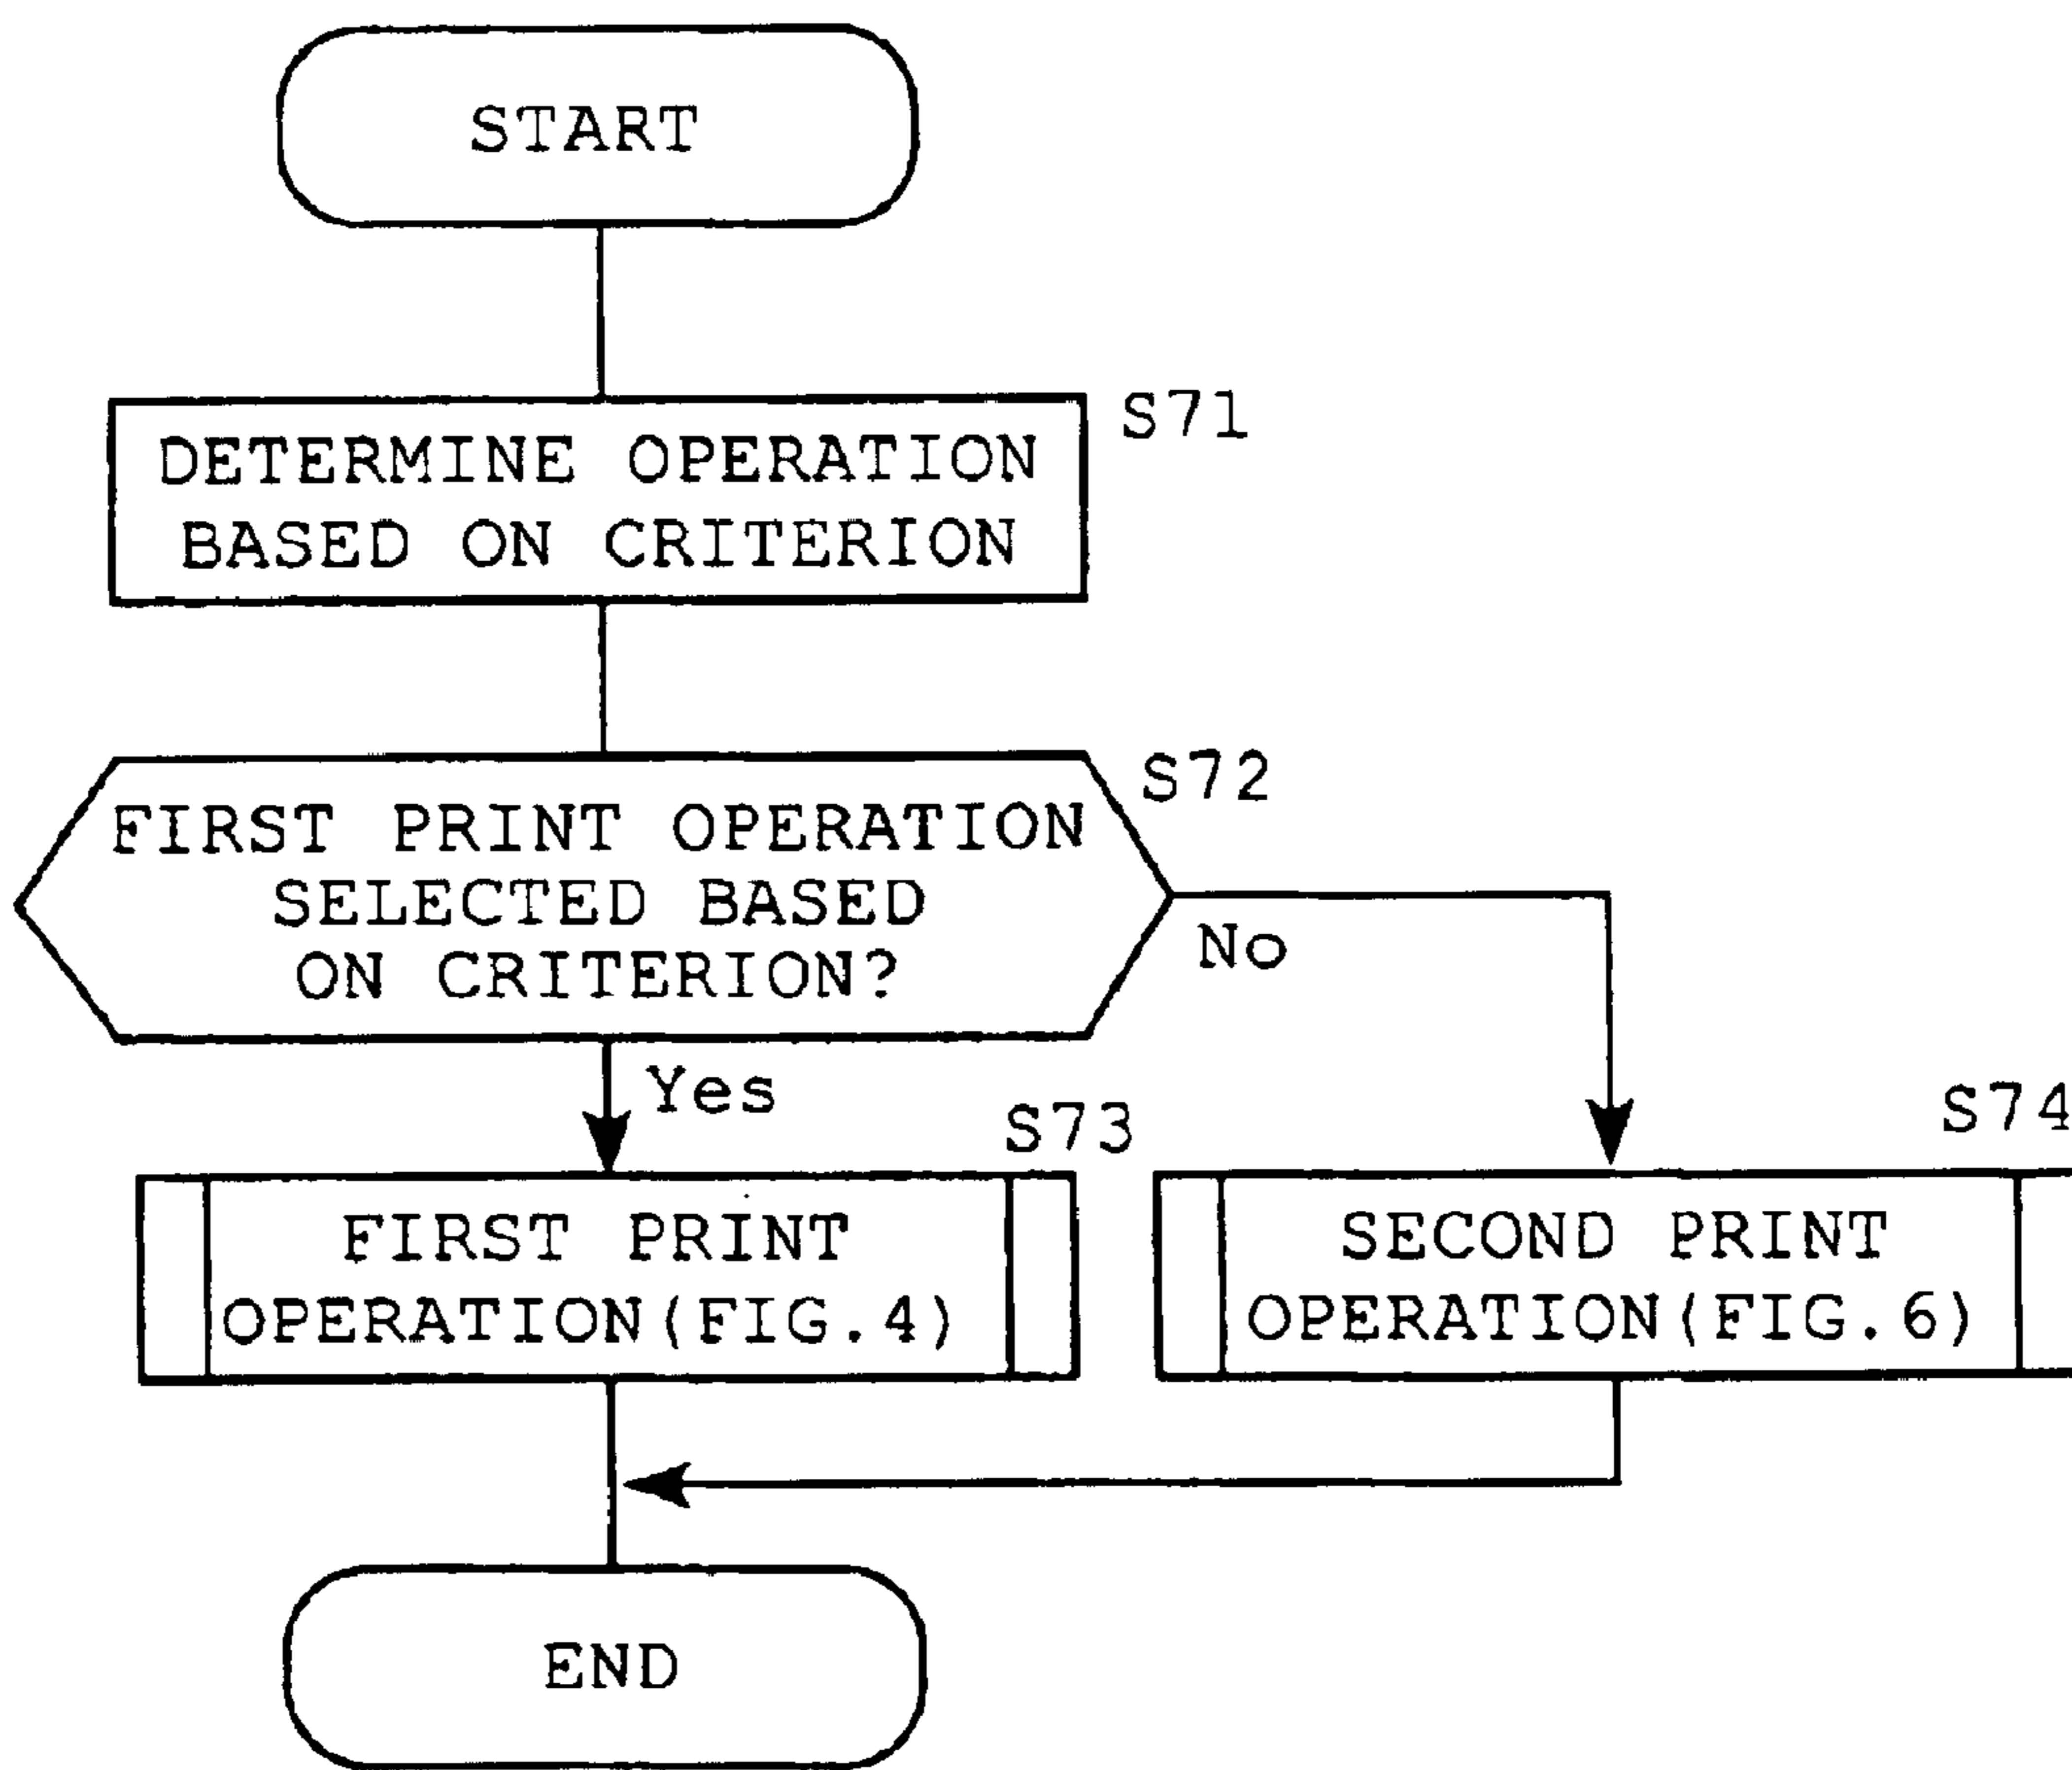 START
S71
DETERMINE OPERATION
BASED ON CRITERION
S72
FIRST PRINT OPERATION
SELECTED BASED
ON CRITERION?
No
Yes
S73
S74
FIRST PRINT
OPERATION(FIG.4)
SECOND PRINT
OPERATION(FIG.6)
END